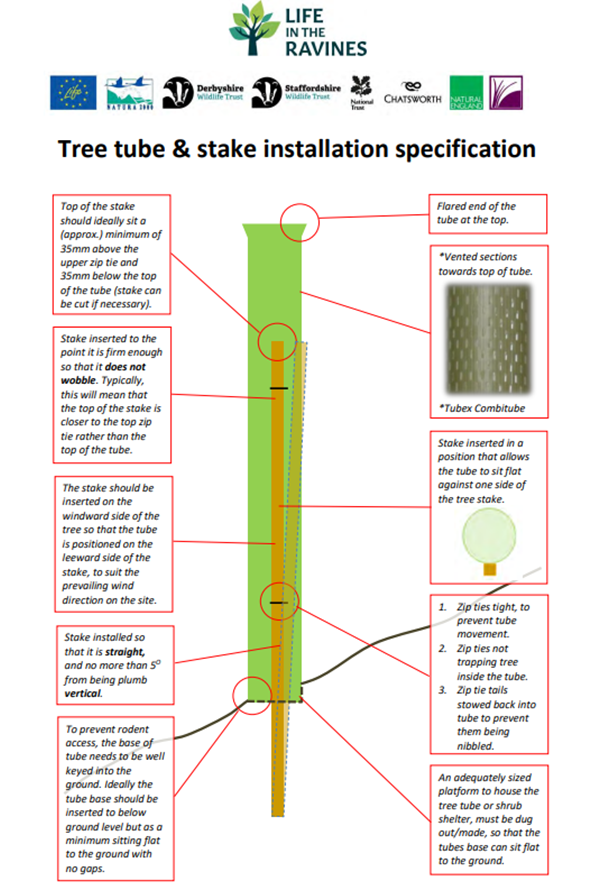 LIFE
IN THE
RAVINES
Life
NATURA 2000
Derbyshire
Wildlife Trust
Staffordshire
Wildlife Trust
National
Trust
CHATSWORTH
NATURAL
ENGLAND
Tree tube & stake installation specification
Top of the stake
should ideally sit a
(approx.) minimum of
35mm above the
upper zip tie and
35mm below the top
of the tube (stake can
be cut if necessary).
Stake inserted to the
point it is firm enough
so that it does not
wobble. Typically,
this will mean that
the top of the stake is
closer to the top zip
tie rather than the
top of the tube.
The stake should be
inserted on the
windward side of the
tree so that the tube
is positioned on the
leeward side of the
stake, to suit the
prevailing wind
direction on the site.
Stake installed so
that it is straight,
and no more than 5⁰
from being plumb
vertical.
To prevent rodent
access, the base of
tube needs to be well
keyed into the
ground. Ideally the
tube base should be
inserted to below
ground level but as a
minimum sitting flat
to the ground with
no gaps.
Flared end of the
tube at the top.
*Vented sections
towards top of tube.
*Tubex Combitube
Stake inserted in a
position that allows
the tube to sit flat
against one side of
the tree stake.
1. Zip ties tight, to
prevent tube
movement.
2. Zip ties not
trapping tree
inside the tube.
3. Zip tie tails
stowed back into
tube to prevent
them being
nibbled.
An adequately sized
platform to house the
tree tube or shrub
shelter, must be dug
out/made, so that the
tubes base can sit flat
to the ground.